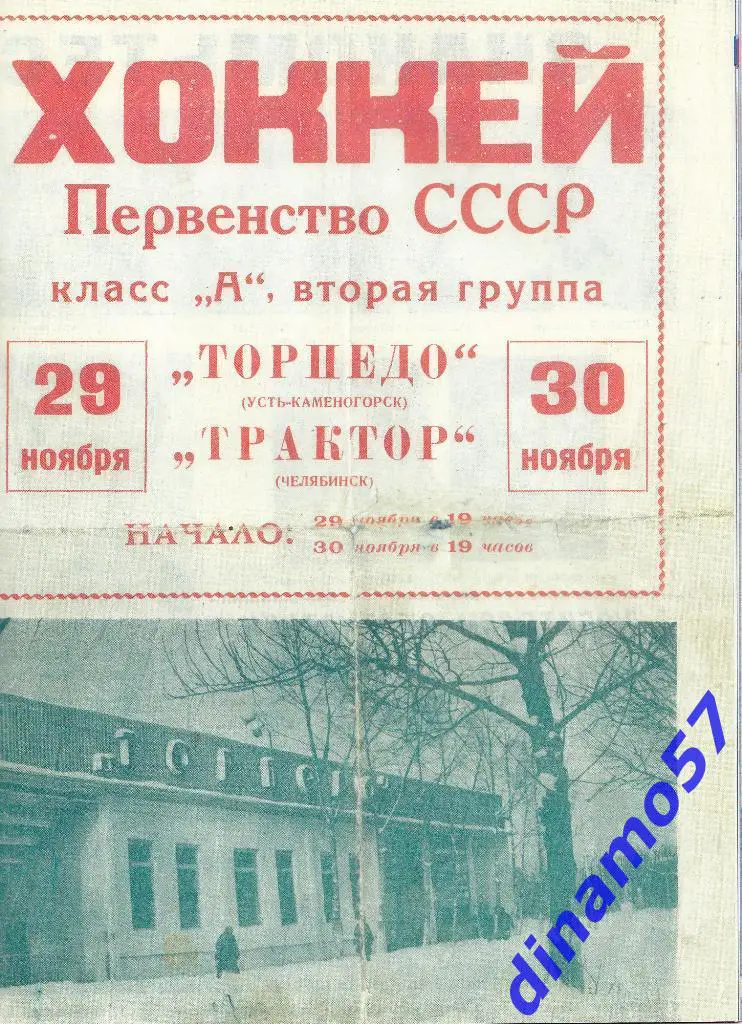 ХОККЕЙ
Первенство СССР
класс „А“, вторая группа
29
ноября
„ТОРПЕДО“
(УСТЬ-КАМЕНОГОРСК)
„ТРАКТОР“
(ЧЕЛЯБИНСК)
30
ноября
НАЧАЛО:
29 ноября в 19 часов
30 ноября в 19 часов
dinamo57